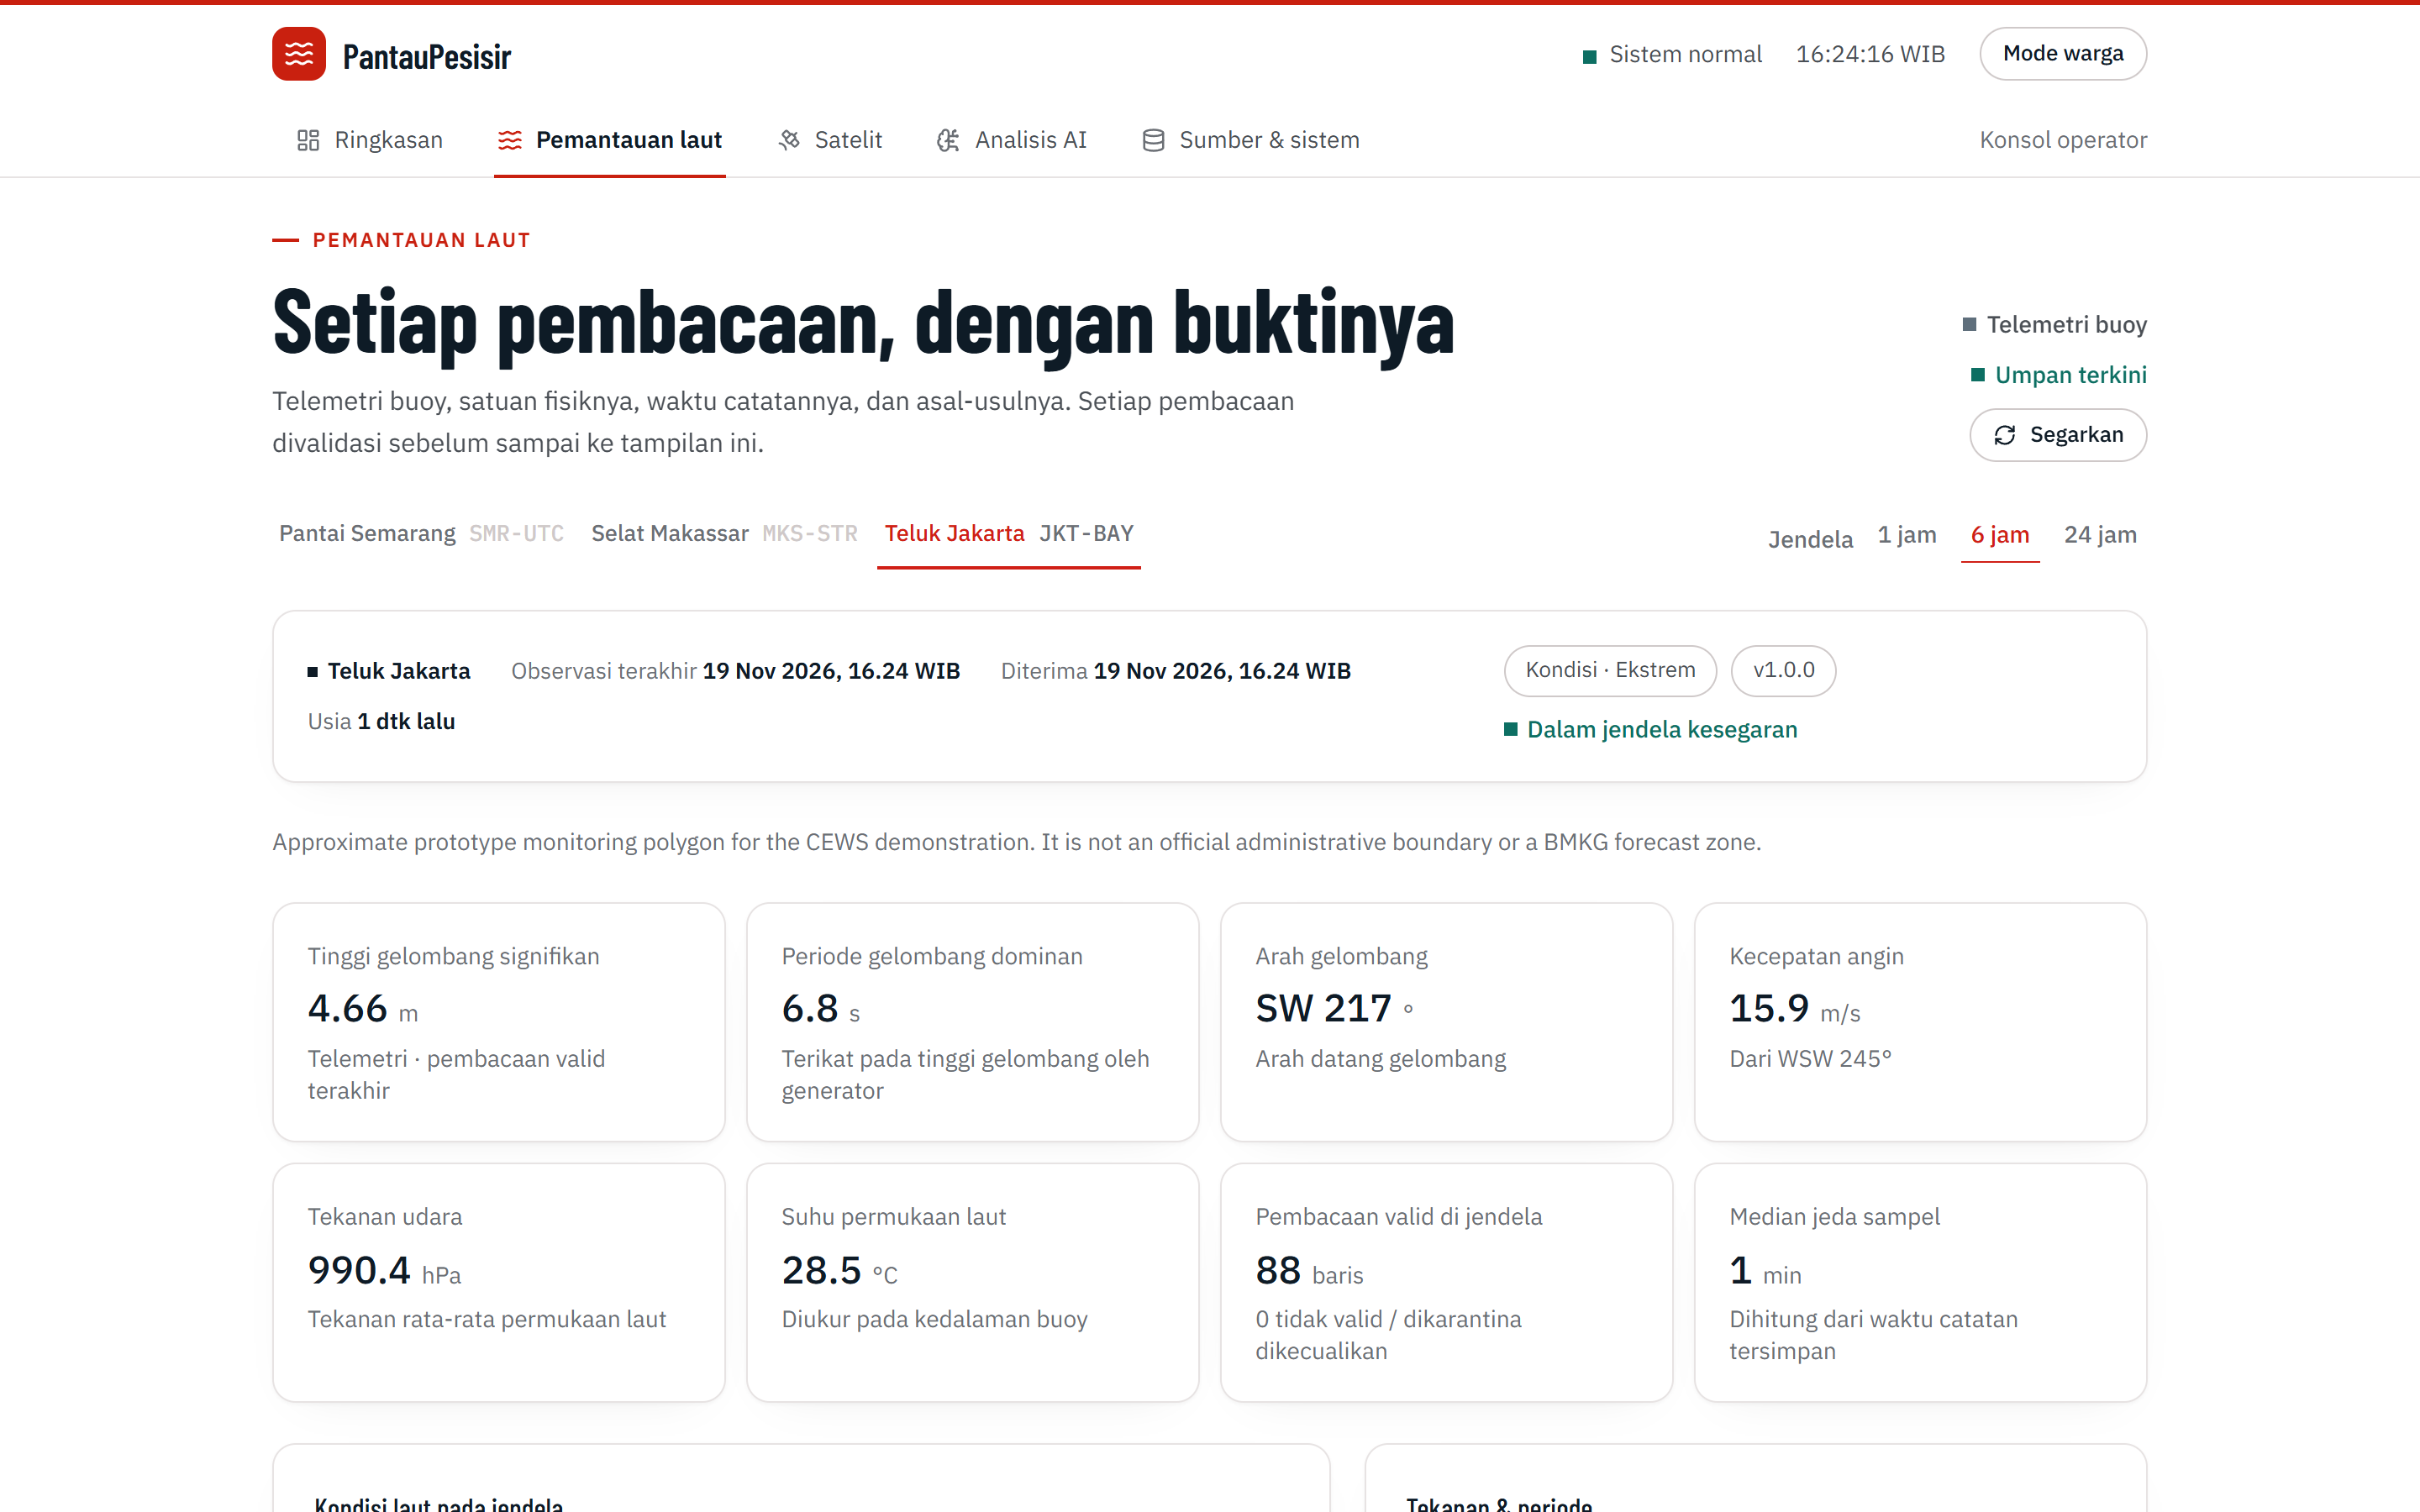 PantauPesisir
Sistem normal
16:24:16 WIB
Mode warga
Ringkasan
Pemantauan laut
Satelit
Analisis AI
Sumber & sistem
Konsol operator
PEMANTAUAN LAUT
Setiap pembacaan, dengan buktinya
Telemetri buoy, satuan fisiknya, waktu catatannya, dan asal-usulnya. Setiap pembacaan
divalidasi sebelum sampai ke tampilan ini.
Telemetri buoy
Umpan terkini
Segarkan
Pantai Semarang SMR-UTC
Selat Makassar MKS-STR
Teluk Jakarta JKT-BAY
Jendela
1 jam
6 jam
24 jam
Teluk Jakarta
Observasi terakhir 19 Nov 2026, 16.24 WIB
Diterima 19 Nov 2026, 16.24 WIB
Usia 1 dtk lalu
Kondisi · Ekstrem
v1.0.0
Dalam jendela kesegaran
Approximate prototype monitoring polygon for the CEWS demonstration. It is not an official administrative boundary or a BMKG forecast zone.
Tinggi gelombang signifikan
4.66 m
Telemetri · pembacaan valid
terakhir
Periode gelombang dominan
6.8 s
Terikat pada tinggi gelombang oleh
generator
Arah gelombang
SW 217 °
Arah datang gelombang
Kecepatan angin
15.9 m/s
Dari WSW 245°
Tekanan udara
990.4 hPa
Tekanan rata-rata permukaan laut
Suhu permukaan laut
28.5 °C
Diukur pada kedalaman buoy
Pembacaan valid di jendela
88 baris
0 tidak valid / dikarantina
dikecualikan
Median jeda sampel
1 min
Dihitung dari waktu catatan
tersimpan
Kondisi laut pada jendela
Tekanan & periode